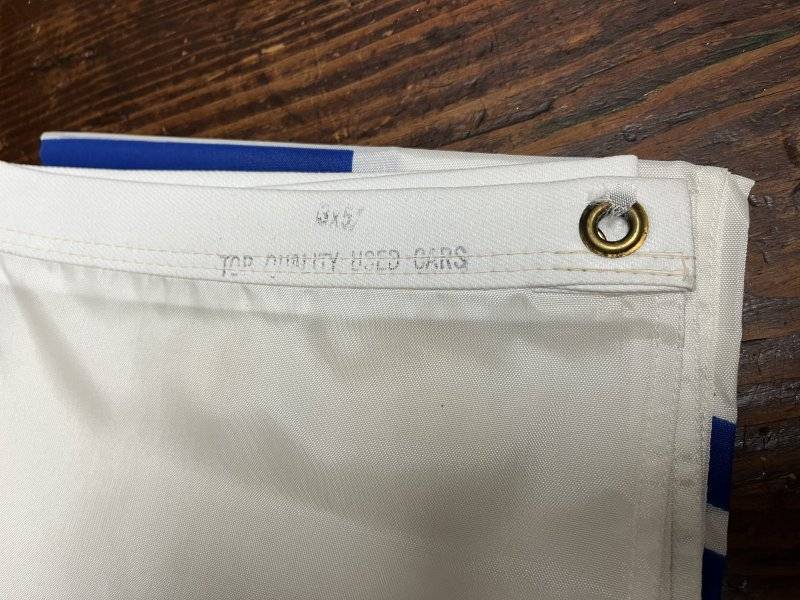 3x5'
TOP QUALITY USED CARS